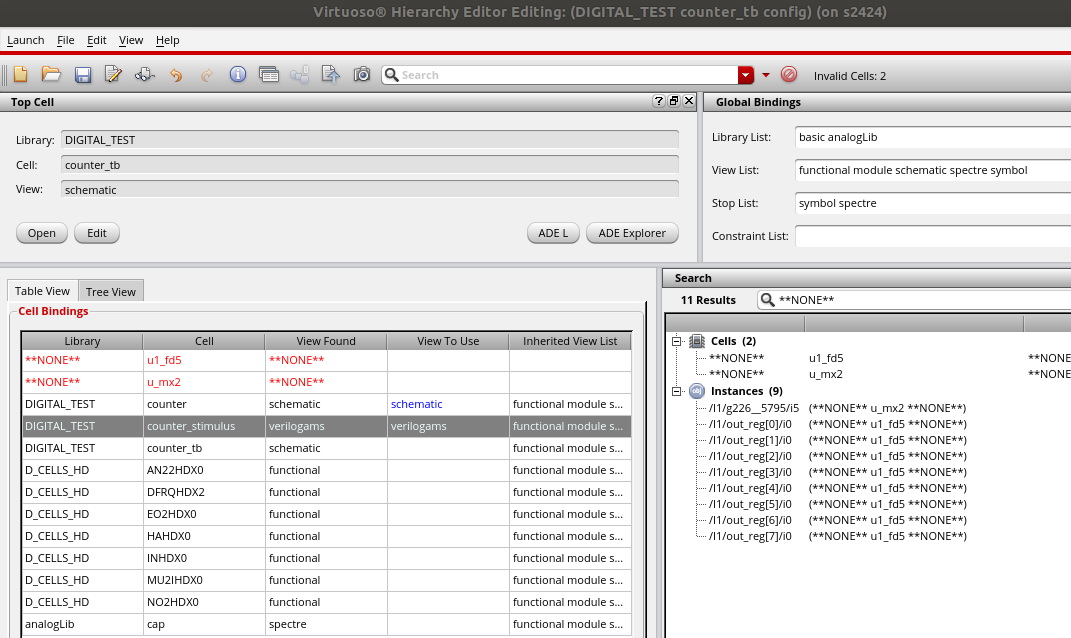 Virtuoso® Hierarchy Editor Editing: (DIGITAL_TEST counter_tb config) (on s2424)
Launch File Edit View Help
Search Invalid Cells: 2
Top Cell
Library: DIGITAL_TEST
Cell: counter_tb
View: schematic
Open Edit ADE L ADE Explorer
Global Bindings
Library List: basic analogLib
View List: functional module schematic spectre symbol
Stop List: symbol spectre
Constraint List:
Table View Tree View
Cell Bindings
Library Cell View Found View To Use Inherited View List
**NONE** u1_fd5 **NONE**
**NONE** u_mx2 **NONE**
DIGITAL_TEST counter schematic schematic functional module s...
DIGITAL_TEST counter_stimulus verilogams verilogams functional module s...
DIGITAL_TEST counter_tb schematic functional module s...
D_CELLS_HD AN22HDX0 functional functional module s...
D_CELLS_HD DFRQHDX2 functional functional module s...
D_CELLS_HD EO2HDX0 functional functional module s...
D_CELLS_HD HAHDX0 functional functional module s...
D_CELLS_HD INHDX0 functional functional module s...
D_CELLS_HD MU2IHDX0 functional functional module s...
D_CELLS_HD NO2HDX0 functional functional module s...
analogLib cap spectre functional module s...
Search
11 Results **NONE**
Cells (2)
**NONE** u1_fd5 **NONE
**NONE** u_mx2 **NONE
obj Instances (9)
/I1/g226__5795/i5 (**NONE** u_mx2 **NONE**)
/I1/out_reg[0]/i0 (**NONE** u1_fd5 **NONE**)
/I1/out_reg[1]/i0 (**NONE** u1_fd5 **NONE**)
/I1/out_reg[2]/i0 (**NONE** u1_fd5 **NONE**)
/I1/out_reg[3]/i0 (**NONE** u1_fd5 **NONE**)
/I1/out_reg[4]/i0 (**NONE** u1_fd5 **NONE**)
/I1/out_reg[5]/i0 (**NONE** u1_fd5 **NONE**)
/I1/out_reg[6]/i0 (**NONE** u1_fd5 **NONE**)
/I1/out_reg[7]/i0 (**NONE** u1_fd5 **NONE**)